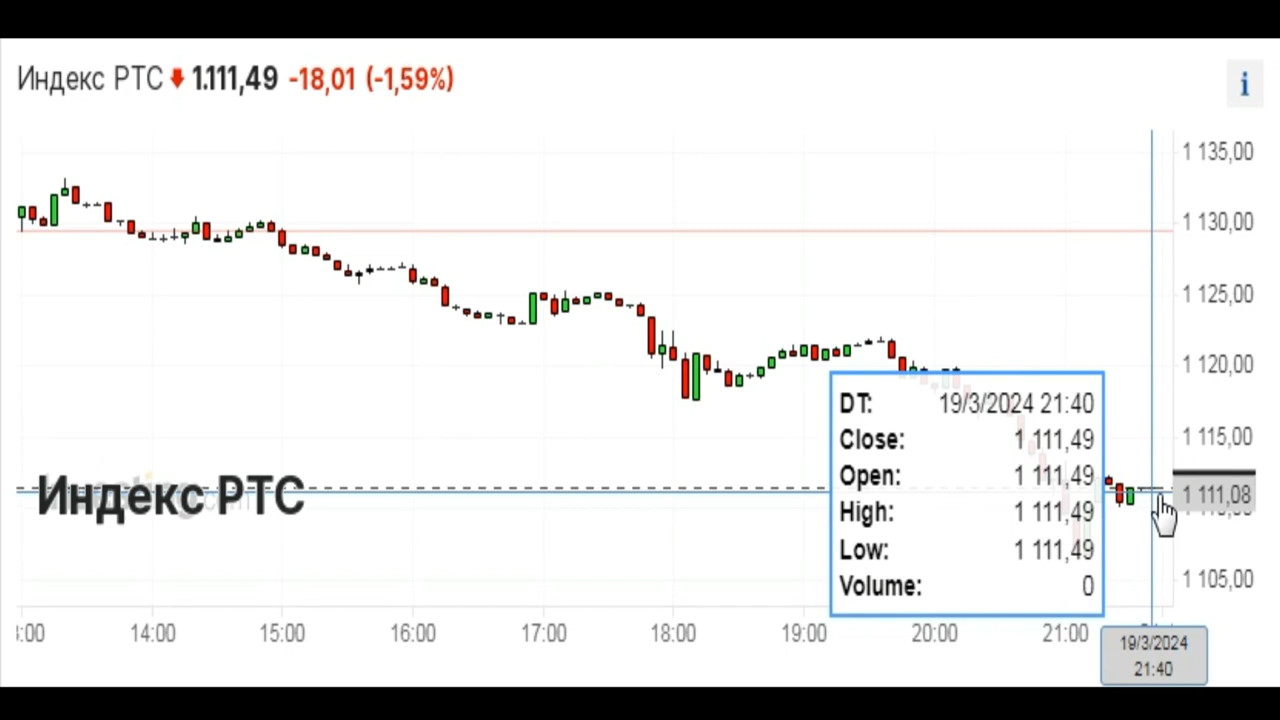 Индекс РТС 1.111,49 -18,01 (-1,59%)
i
1 135,00
1 130,00
1 125,00
1 120,00
1 115,00
1 111,08
1 105,00
DT: 19/3/2024 21:40
Close: 1 111,49
Open: 1 111,49
High: 1 111,49
Low: 1 111,49
Volume: 0
Индекс РТС
14:00 15:00 16:00 17:00 18:00 19:00 20:00 21:00
19/3/2024
21:40